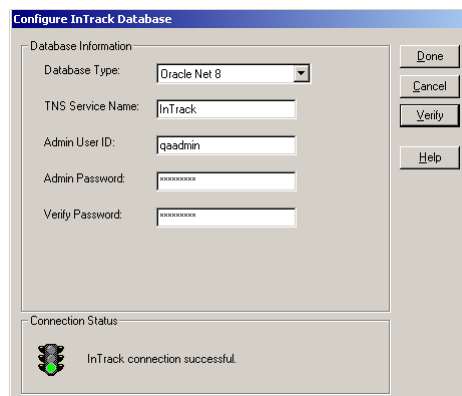 Configure InTrack Database
Database Information
Database Type: Oracle Net 8
TNS Service Name: InTrack
Admin User ID: qaadmin
Admin Password: *********
Verify Password: *********
Done
Cancel
Verify
Help
Connection Status
InTrack connection successful.